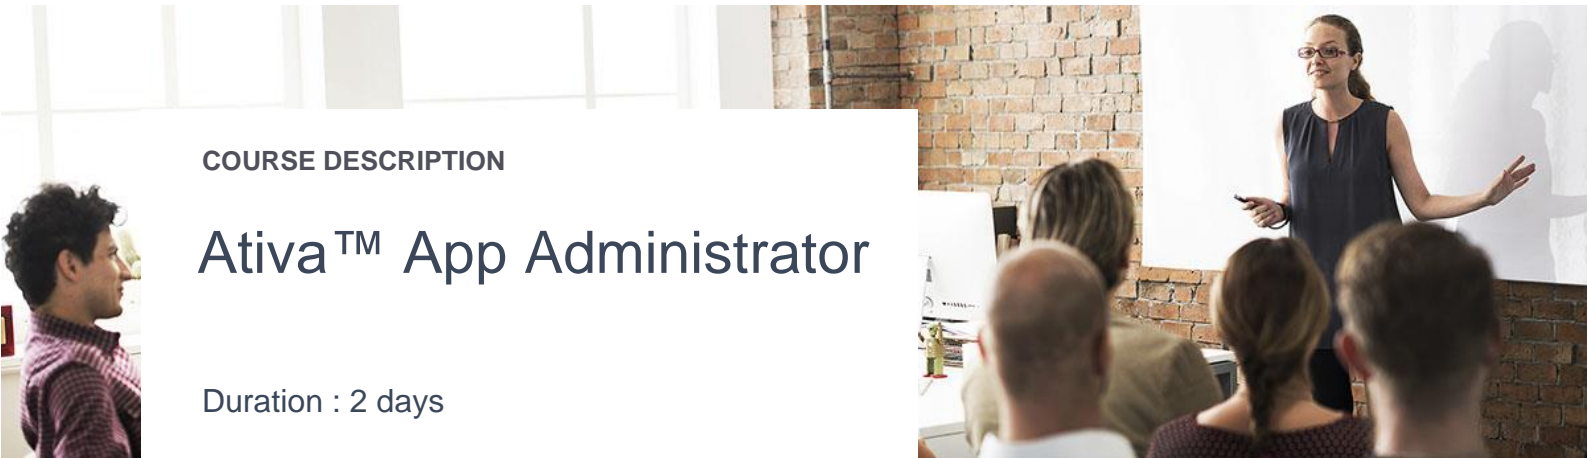 COURSE DESCRIPTION
Ativa™ App Administrator
Duration : 2 days